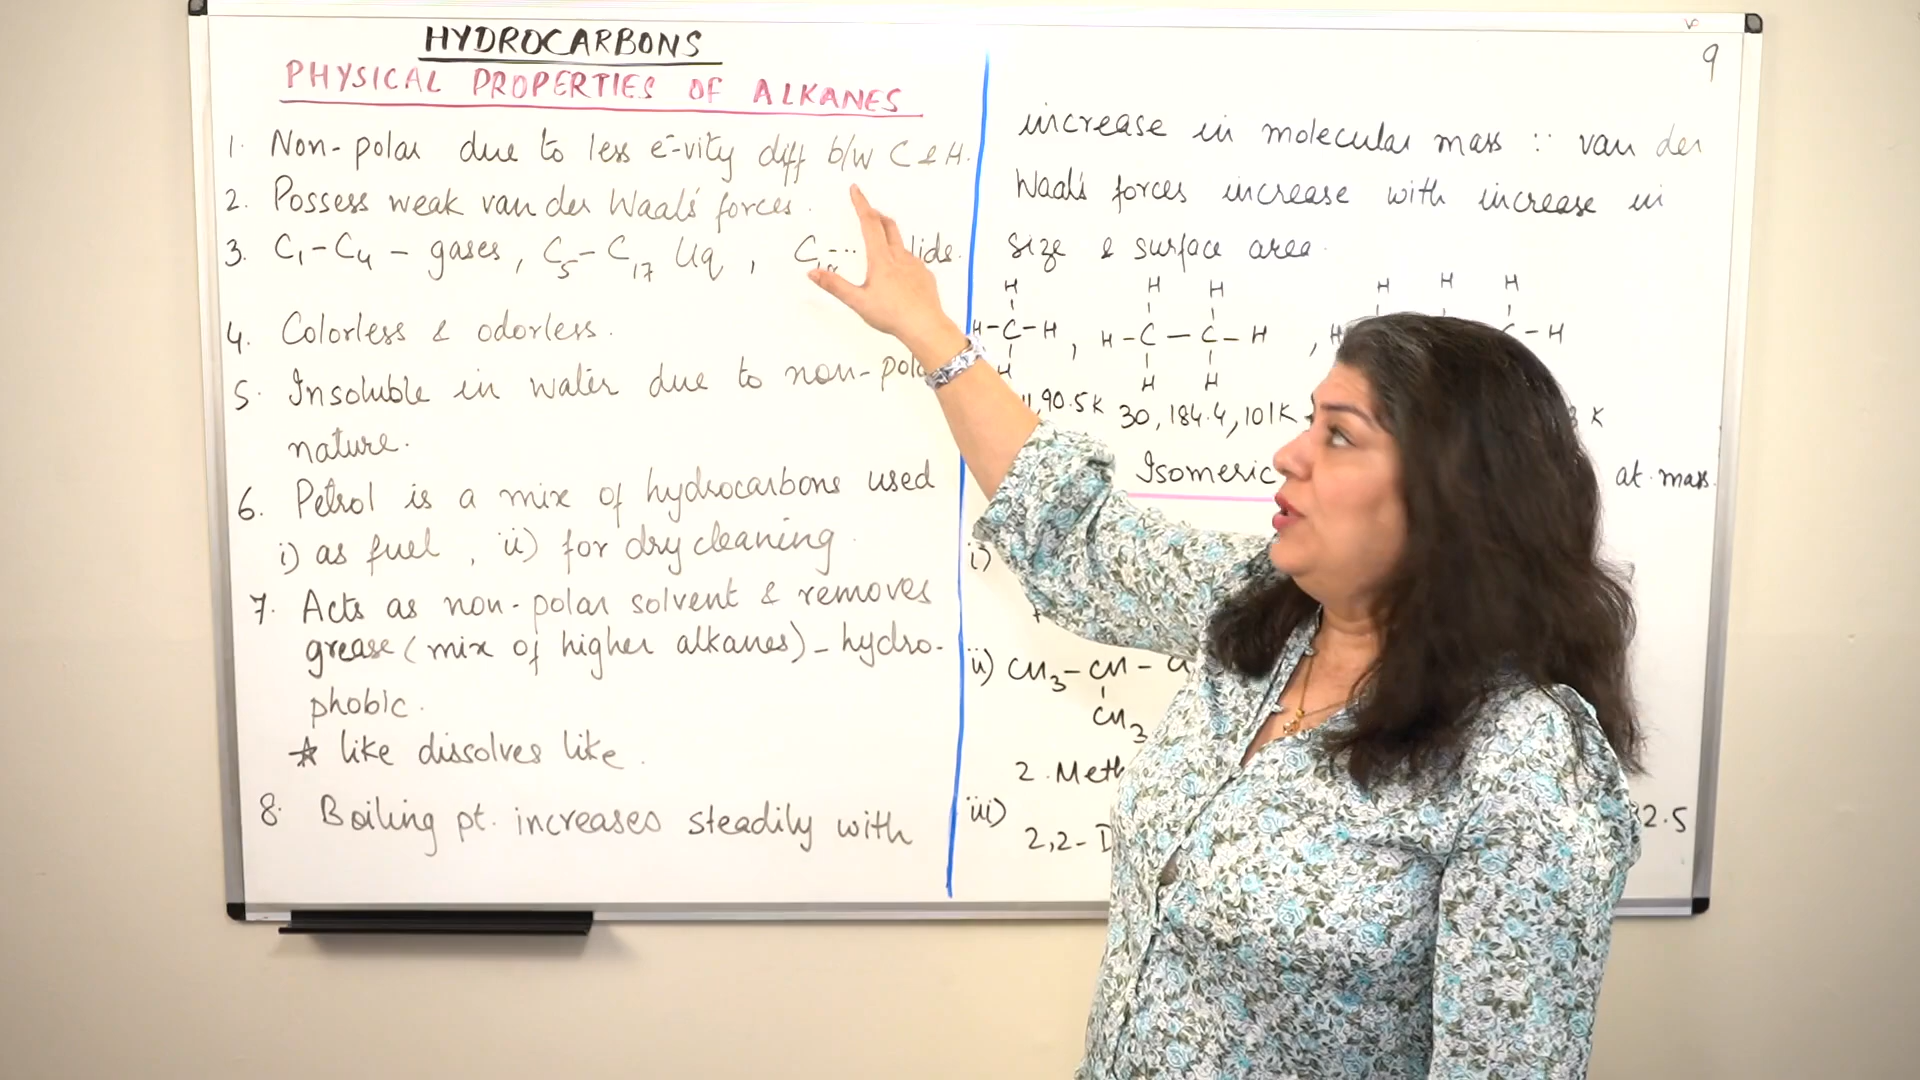 HYDROCARBONS
PHYSICAL PROPERTIES OF ALKANES
1. Non-polar due to less e-vity diff b/w C & H.
2. Possess weak van der Waal's forces.
3. C₁-C₄ - gases, C₅-C₁₇ liq,
4. Colorless & odorless.
5. Insoluble in water due to non-
nature.
6. Petrol is a mix of hydrocarbons used
i) as fuel, ii) for dry cleaning.
7. Acts as non-polar solvent & removes
grease (mix of higher alkanes) - hydro-
phobic.
* like dissolves like.
8. Boiling pt. increases steadily with
9
increase in molecular mass ∵ van der
Waal's forces increase with increase in
size & surface area.
H
H-C-H
H
,
H H
H-C-C-H
H H
,
H H H
C-H
90.5K 30, 184.4, 101K
K
Isomeric
at. mass.
i)
ii) CH₃-CH-
CH₃
2.
iii)
2,2-
32.5